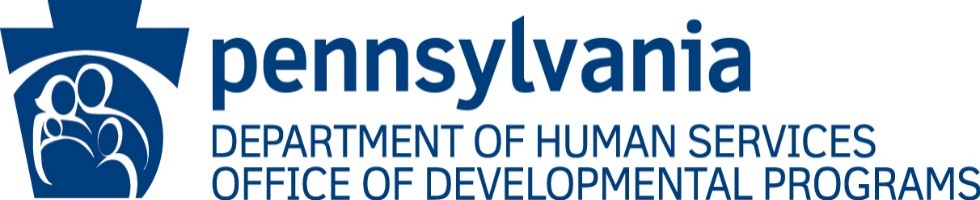 pennsylvania
DEPARTMENT OF HUMAN SERVICES
OFFICE OF DEVELOPMENTAL PROGRAMS